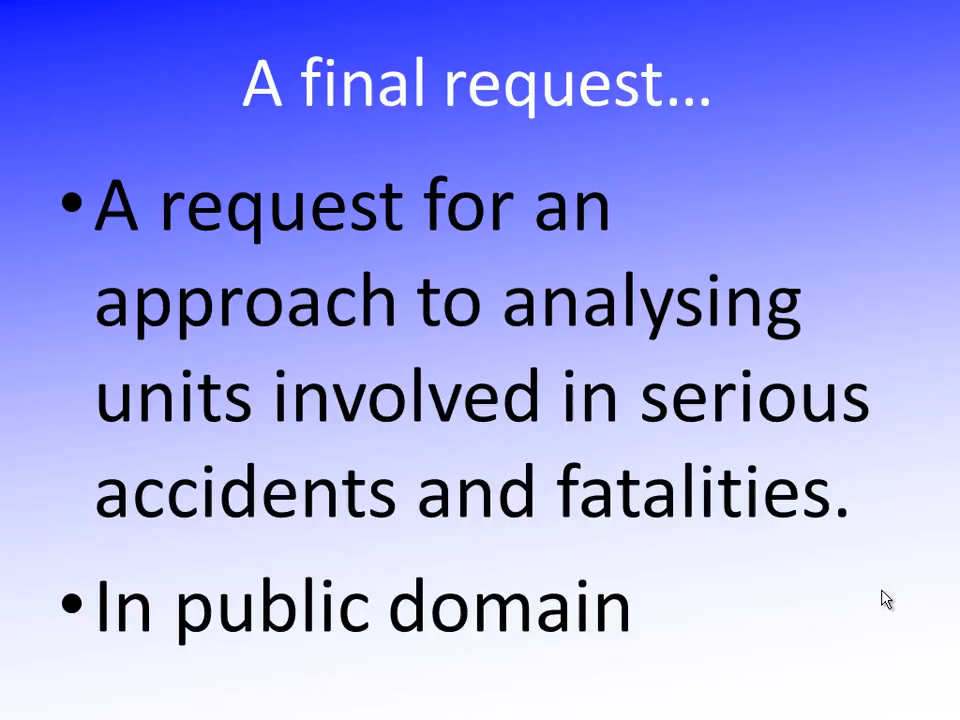 A final request…
• A request for an
approach to analysing
units involved in serious
accidents and fatalities.
• In public domain